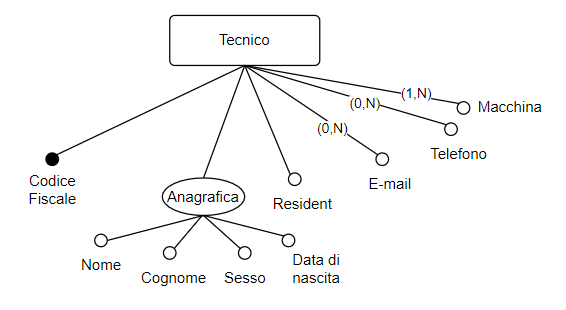 Tecnico
(1,N)
Macchina
(0,N)
Telefono
(0,N)
E-mail
Codice
Fiscale
Anagrafica
Resident
Nome
Cognome
Sesso
Data di
nascita